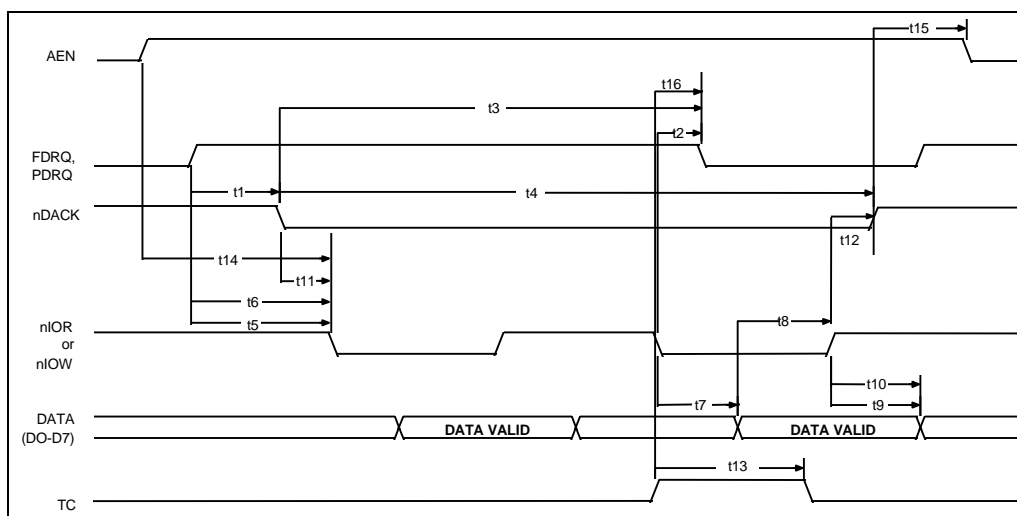 AEN
t15
t16
t3
t2
FDRQ,
PDRQ
t1
t4
nDACK
t12
t14
t11
t6
t5
t8
nIOR
or
nIOW
t10
t7
t9
DATA
(DO-D7)
DATA VALID
DATA VALID
t13
TC